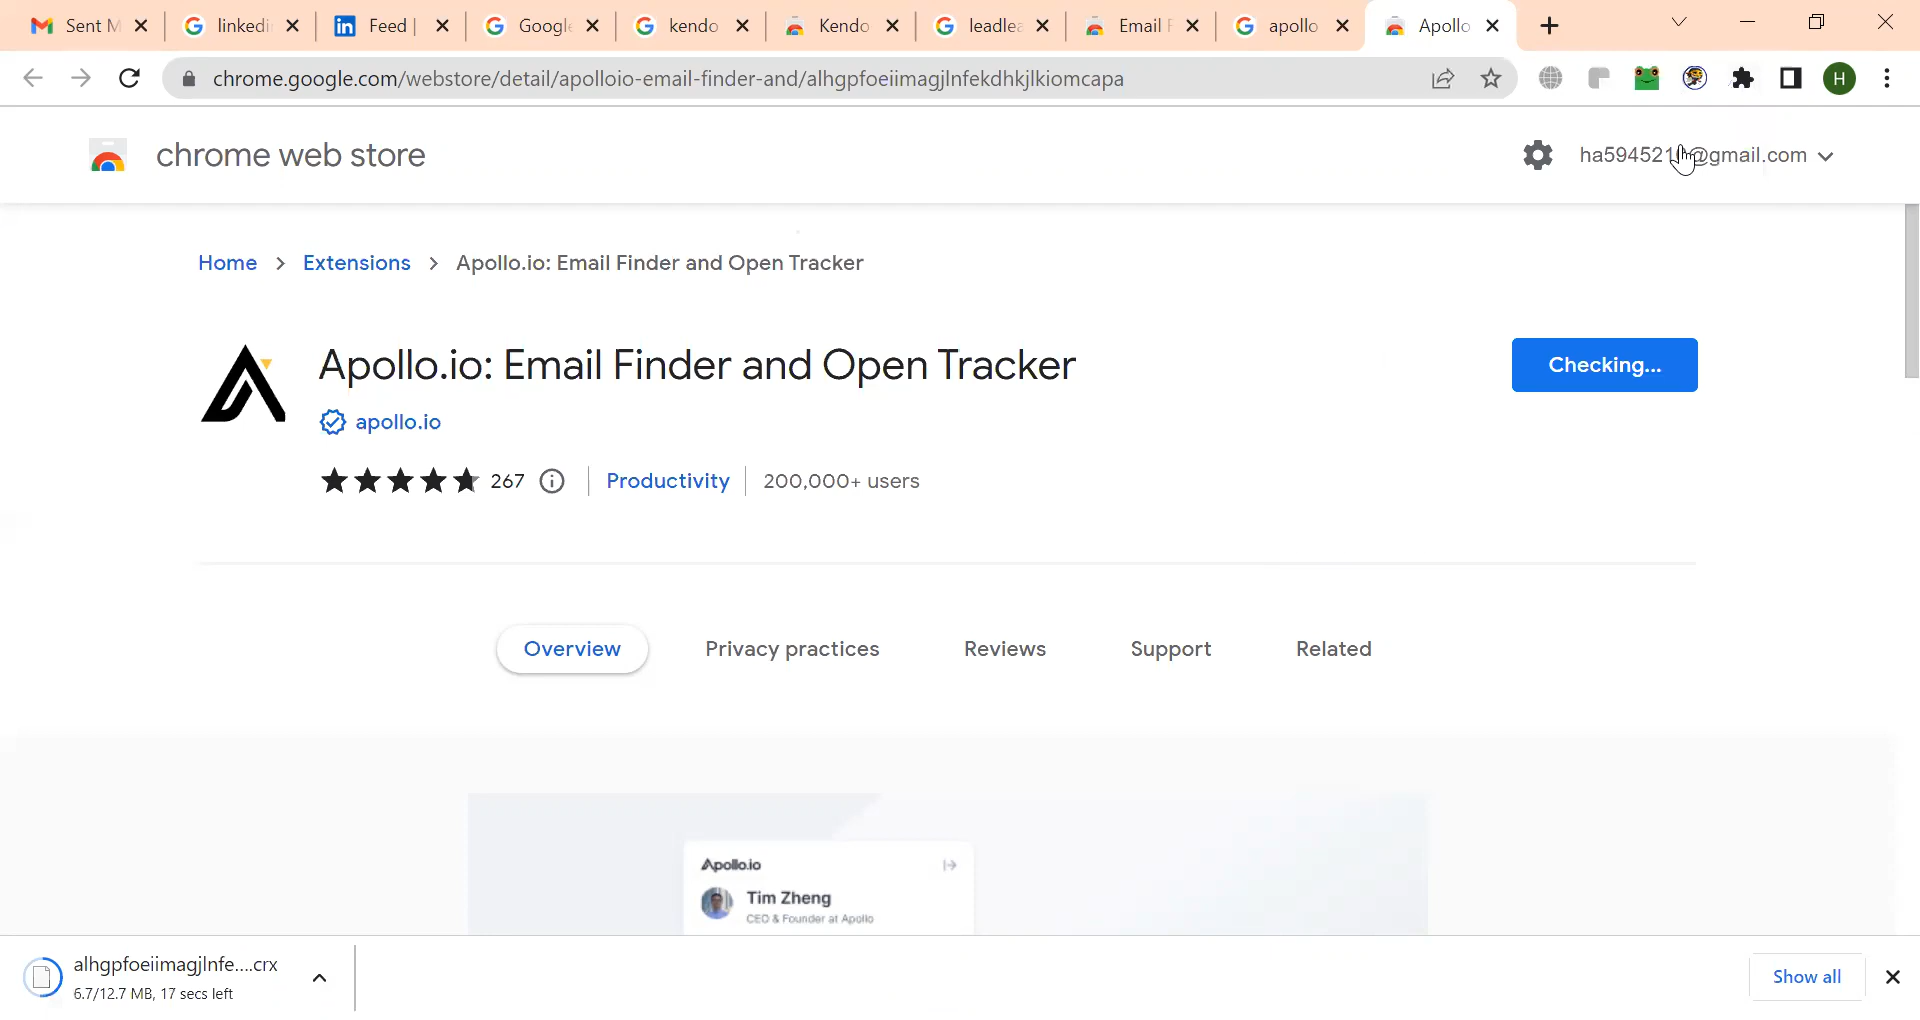 Sent M
linkedi
Feed |
Google
kendo
Kendo
leadlea
Email F
apollo
Apollo
chrome.google.com/webstore/detail/apolloio-email-finder-and/alhgpfoeiimagjlnfekdhkjlkiomcapa
H
chrome web store
ha594521@gmail.com
Home > Extensions > Apollo.io: Email Finder and Open Tracker
Apollo.io: Email Finder and Open Tracker
Checking...
apollo.io
267
Productivity
200,000+ users
Overview
Privacy practices
Reviews
Support
Related
Apollo.io
Tim Zheng
CEO & Founder at Apollo
alhgpfoeiimagjlnfe....crx
6.7/12.7 MB, 17 secs left
Show all